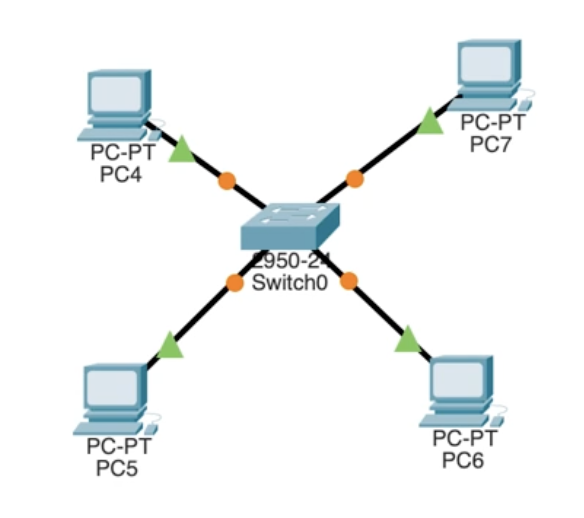 PC-PT
PC4
PC-PT
PC7
2950-24
Switch0
PC-PT
PC5
PC-PT
PC6